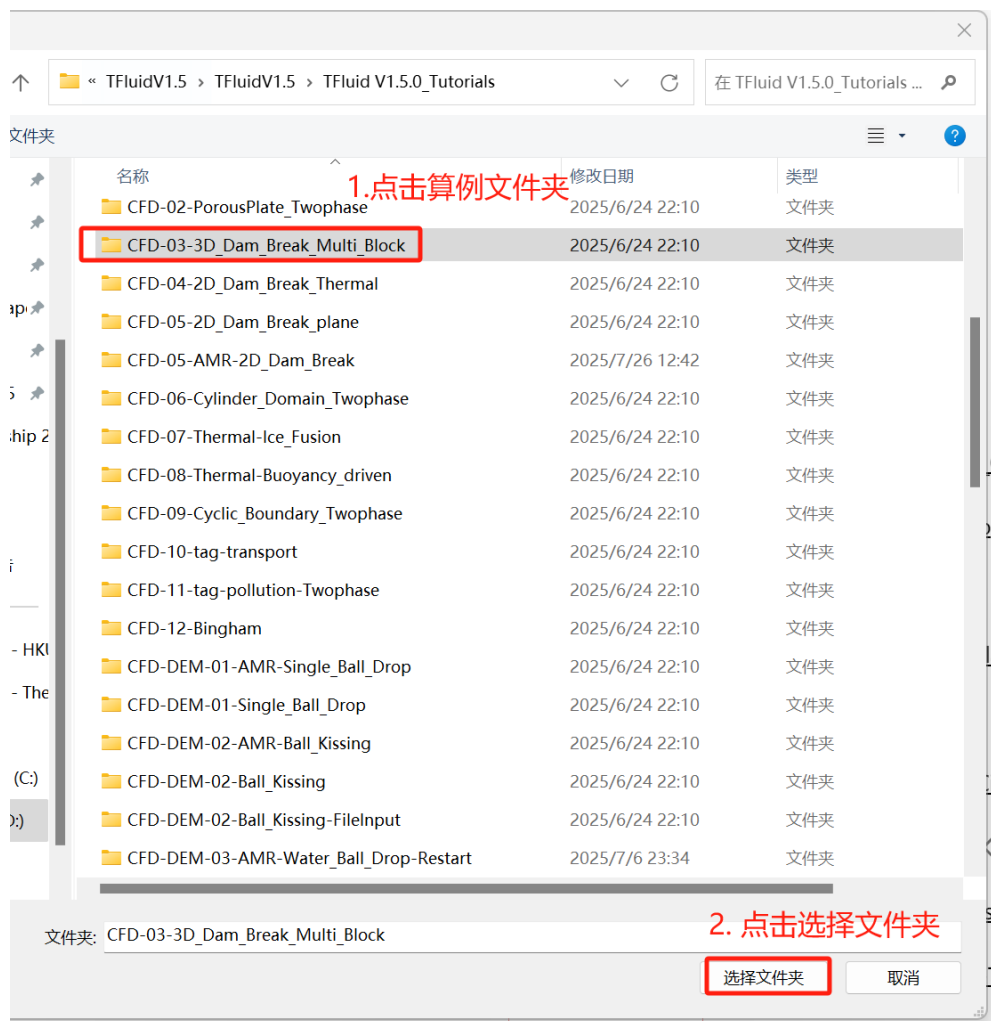 « TFluidV1.5 › TFluidV1.5 › TFluid V1.5.0_Tutorials
在 TFluid V1.5.0_Tutorials ...
文件夹
名称 修改日期 类型
1.点击算例文件夹
CFD-02-PorousPlate_Twophase 2025/6/24 22:10 文件夹
CFD-03-3D_Dam_Break_Multi_Block 2025/6/24 22:10 文件夹
CFD-04-2D_Dam_Break_Thermal 2025/6/24 22:10 文件夹
CFD-05-2D_Dam_Break_plane 2025/6/24 22:10 文件夹
CFD-05-AMR-2D_Dam_Break 2025/7/26 12:42 文件夹
CFD-06-Cylinder_Domain_Twophase 2025/6/24 22:10 文件夹
CFD-07-Thermal-Ice_Fusion 2025/6/24 22:10 文件夹
CFD-08-Thermal-Buoyancy_driven 2025/6/24 22:10 文件夹
CFD-09-Cyclic_Boundary_Twophase 2025/6/24 22:10 文件夹
CFD-10-tag-transport 2025/6/24 22:10 文件夹
CFD-11-tag-pollution-Twophase 2025/6/24 22:10 文件夹
CFD-12-Bingham 2025/6/24 22:10 文件夹
CFD-DEM-01-AMR-Single_Ball_Drop 2025/6/24 22:10 文件夹
CFD-DEM-01-Single_Ball_Drop 2025/6/24 22:10 文件夹
CFD-DEM-02-AMR-Ball_Kissing 2025/6/24 22:10 文件夹
CFD-DEM-02-Ball_Kissing 2025/6/24 22:10 文件夹
CFD-DEM-02-Ball_Kissing-FileInput 2025/6/24 22:10 文件夹
CFD-DEM-03-AMR-Water_Ball_Drop-Restart 2025/7/6 23:34 文件夹
ship 2
- HKU
- The
(C:)
2. 点击选择文件夹
文件夹: CFD-03-3D_Dam_Break_Multi_Block
选择文件夹 取消